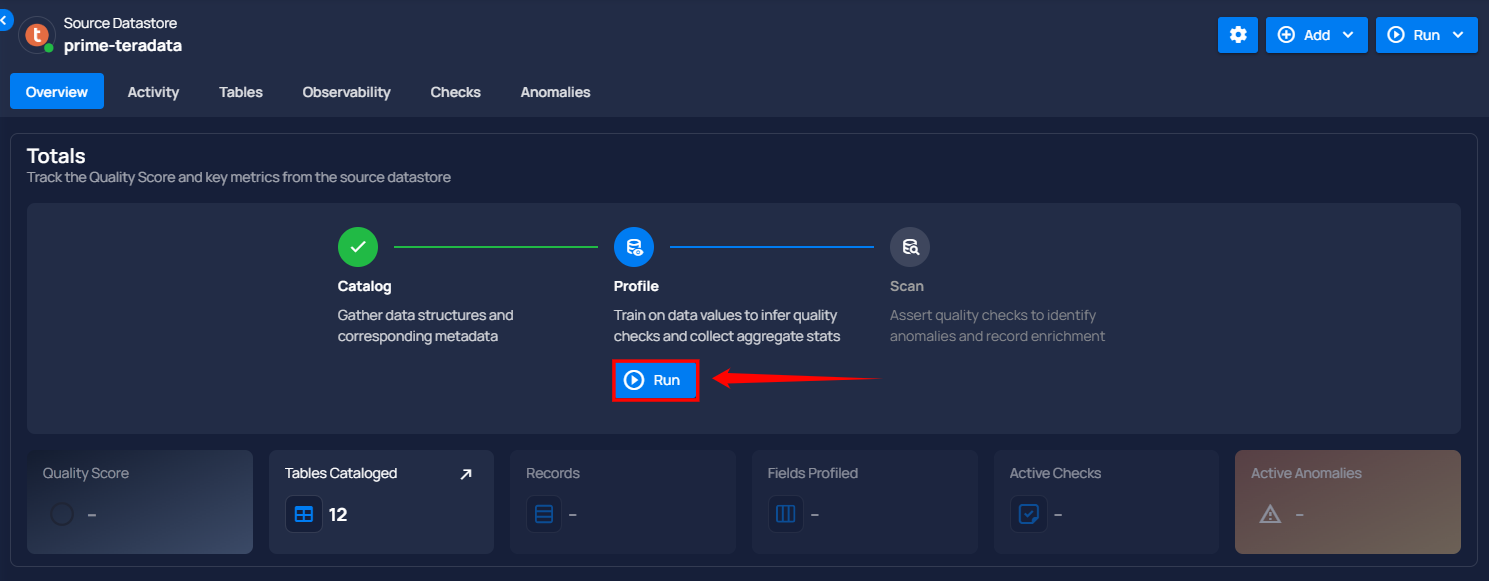 Source Datastore
prime-teradata
Add
Run
Overview
Activity
Tables
Observability
Checks
Anomalies
Totals
Track the Quality Score and key metrics from the source datastore
Catalog
Gather data structures and
corresponding metadata
Profile
Train on data values to infer quality
checks and collect aggregate stats
Run
Scan
Assert quality checks to identify
anomalies and record enrichment
Quality Score
–
Tables Cataloged
12
Records
–
Fields Profiled
–
Active Checks
–
Active Anomalies
–